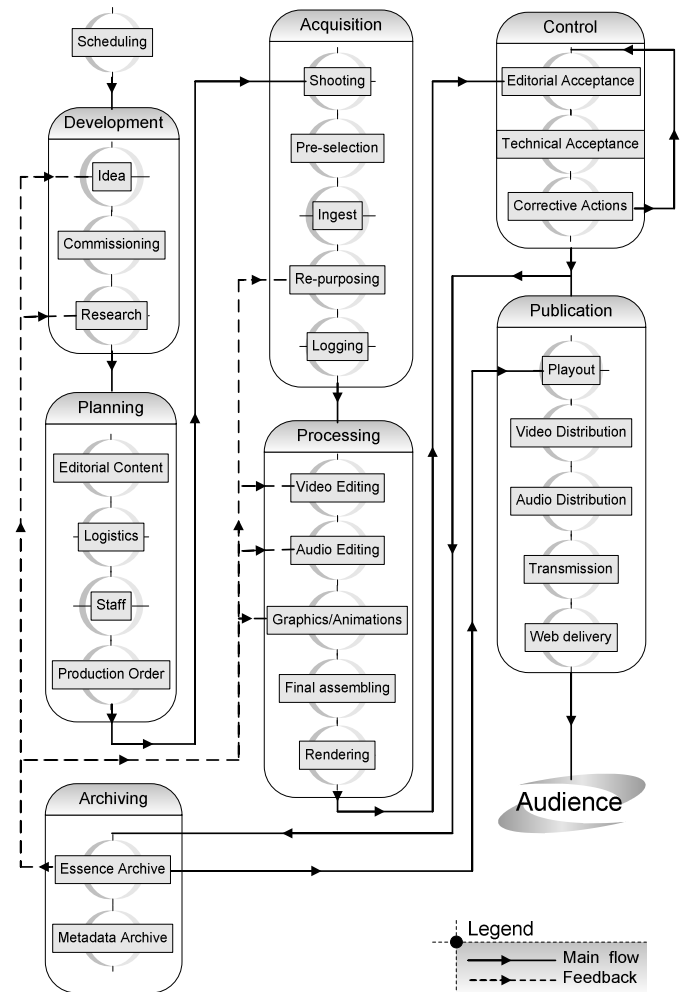 Scheduling
Development
Idea
Commissioning
Research
Planning
Editorial Content
Logistics
Staff
Production Order
Archiving
Essence Archive
Metadata Archive
Acquisition
Shooting
Pre-selection
Ingest
Re-purposing
Logging
Processing
Video Editing
Audio Editing
Graphics/Animations
Final assembling
Rendering
Control
Editorial Acceptance
Technical Acceptance
Corrective Actions
Publication
Playout
Video Distribution
Audio Distribution
Transmission
Web delivery
Audience
Legend
Main flow
Feedback